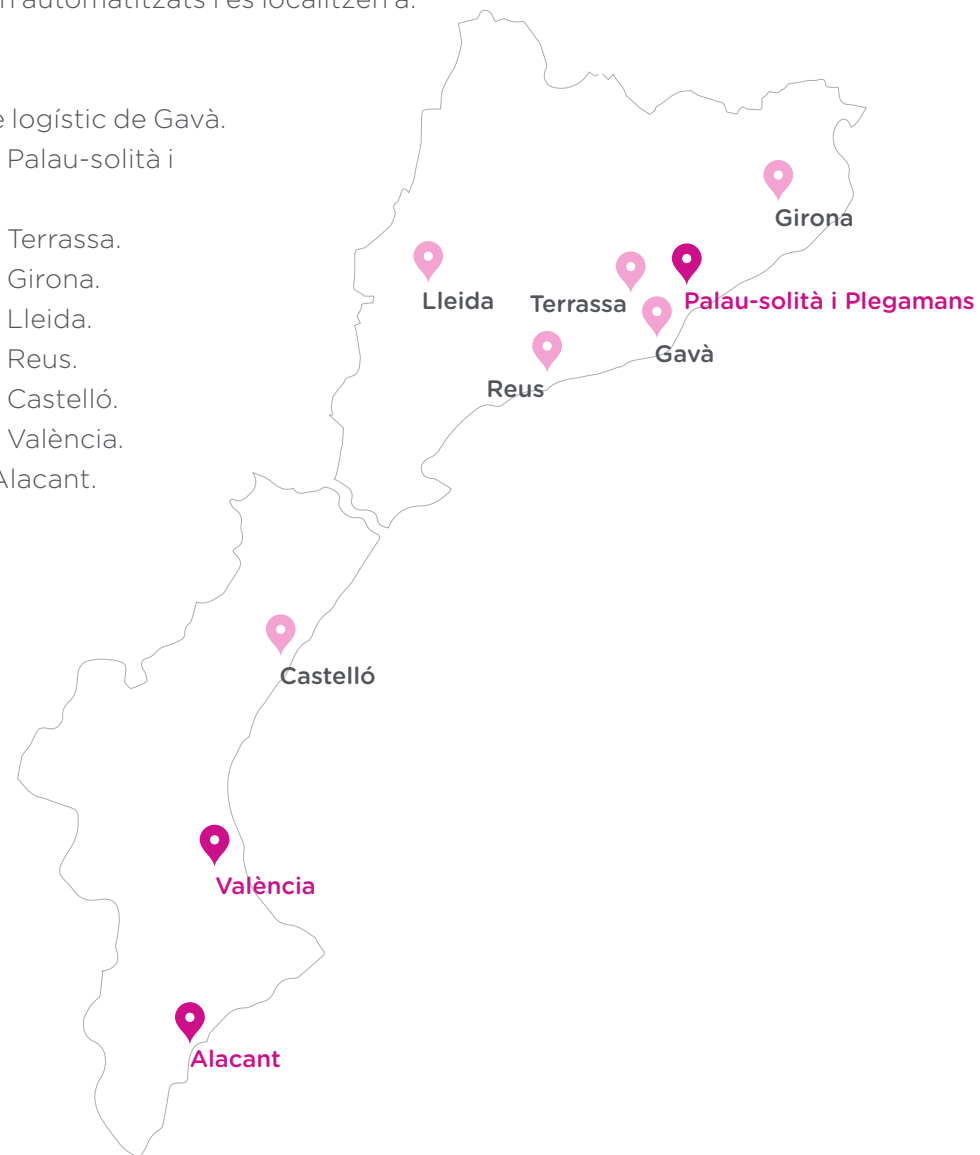 automatitzats i es localitzen a:
logístic de Gavà.
Palau-solità i
Terrassa.
Girona.
Lleida.
Reus.
Castelló.
València.
Alacant.
Girona
Lleida
Terrassa
Palau-solità i Plegamans
Gavà
Reus
Castelló
València
Alacant